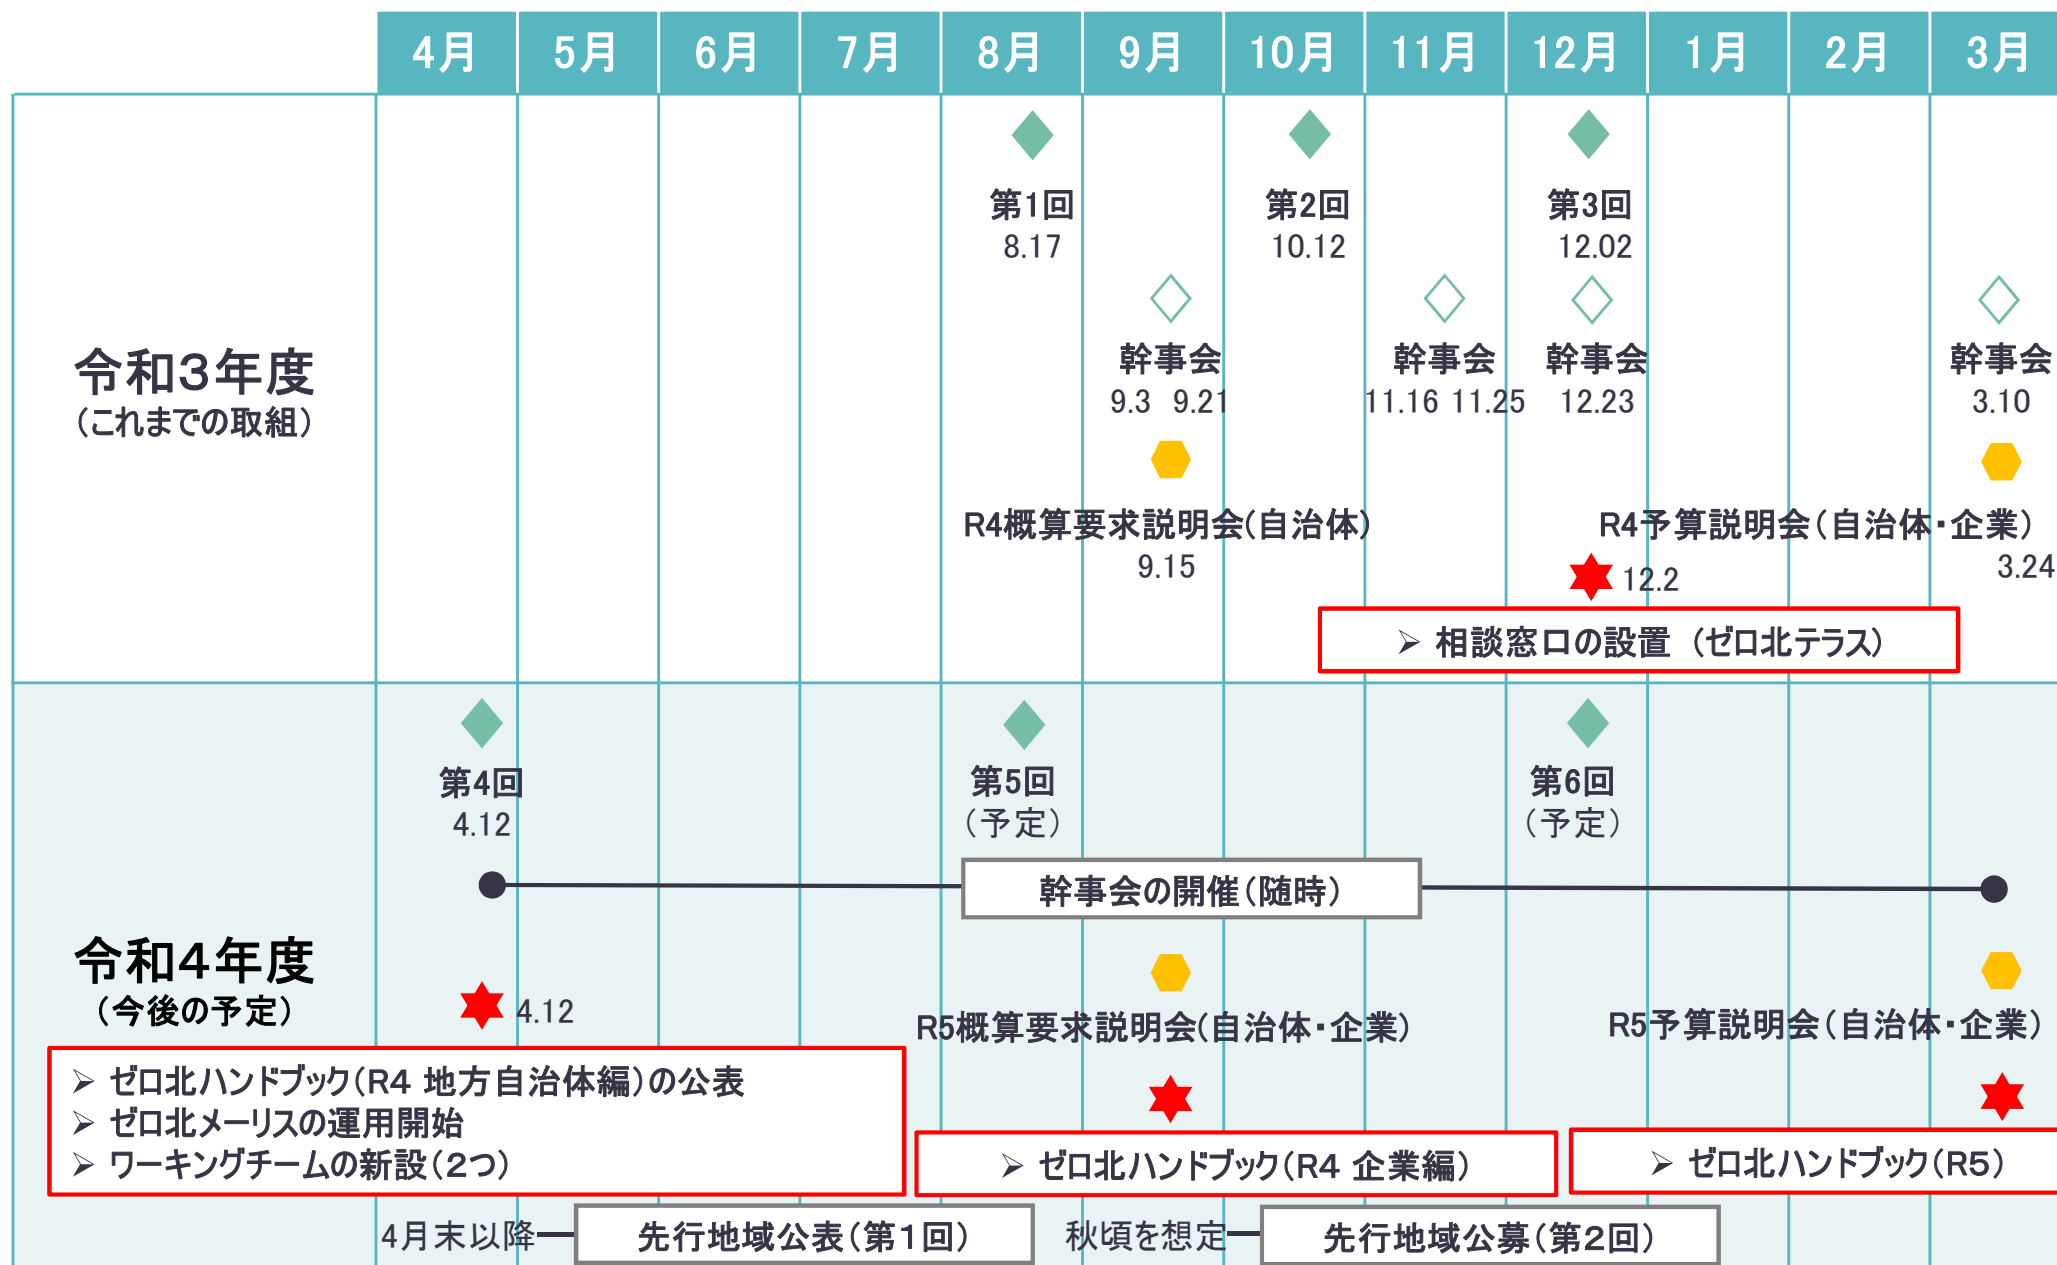 4月 5月 6月 7月 8月 9月 10月 11月 12月 1月 2月 3月
令和3年度
（これまでの取組）
第1回
8.17
第2回
10.12
第3回
12.02
幹事会
9.3 9.21
幹事会
11.16 11.25
幹事会
12.23
幹事会
3.10
R4概算要求説明会(自治体)
9.15
R4予算説明会（自治体・企業）
3.24
12.2
➢ 相談窓口の設置 （ゼロ北テラス）
令和4年度
（今後の予定）
第4回
4.12
第5回
（予定）
第6回
（予定）
幹事会の開催（随時）
4.12
R5概算要求説明会(自治体・企業）
R5予算説明会（自治体・企業）
➢ ゼロ北ハンドブック（R4 地方自治体編）の公表
➢ ゼロ北メーリスの運用開始
➢ ワーキングチームの新設（2つ）
➢ ゼロ北ハンドブック（R4 企業編）
➢ ゼロ北ハンドブック（R5）
4月末以降
先行地域公表（第1回）
秋頃を想定
先行地域公募（第2回）